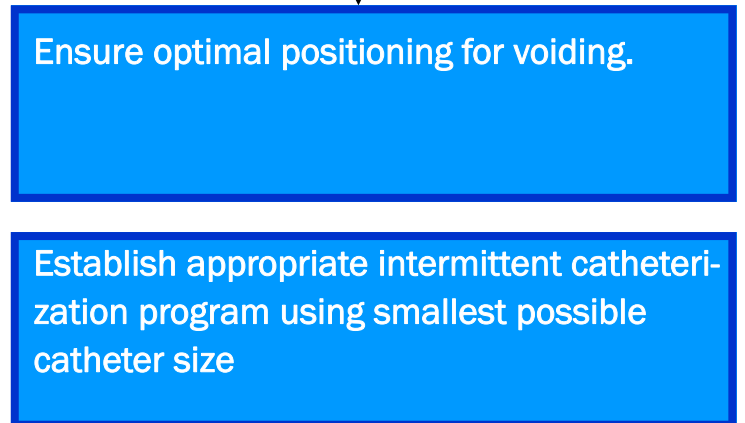 Ensure optimal positioning for voiding.
Establish appropriate intermittent catheteri-
zation program using smallest possible
catheter size